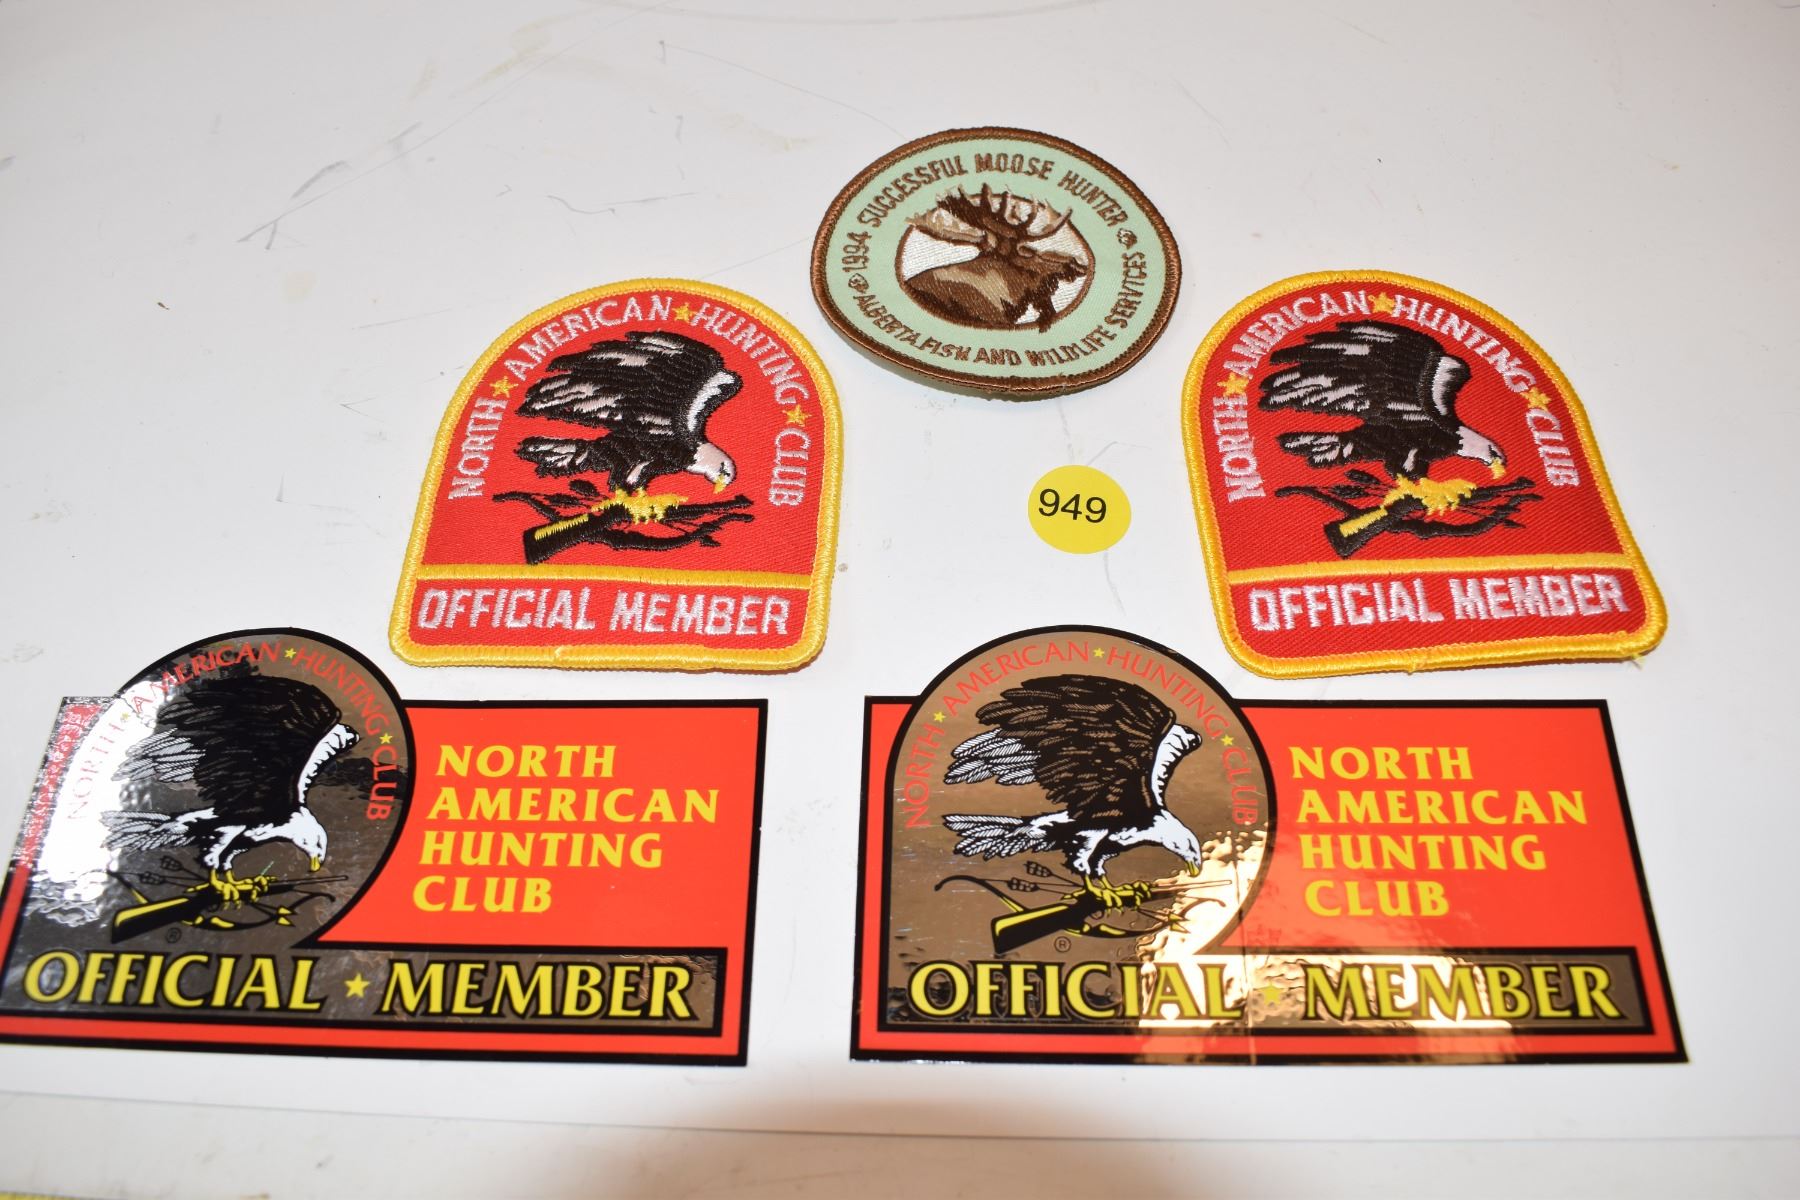 1994 SUCCESSFUL MOOSE HUNTER
ALBERTA FISH AND WILDLIFE SERVICES
NORTH★AMERICAN★HUNTING★CLUB
OFFICIAL MEMBER
949
NORTH★AMERICAN★HUNTING★CLUB
OFFICIAL MEMBER
NORTH★AMERICAN★HUNTING★CLUB
®
NORTH
AMERICAN
HUNTING
CLUB
OFFICIAL★MEMBER
NORTH★AMERICAN★HUNTING★CLUB
®
NORTH
AMERICAN
HUNTING
CLUB
OFFICIAL★MEMBER